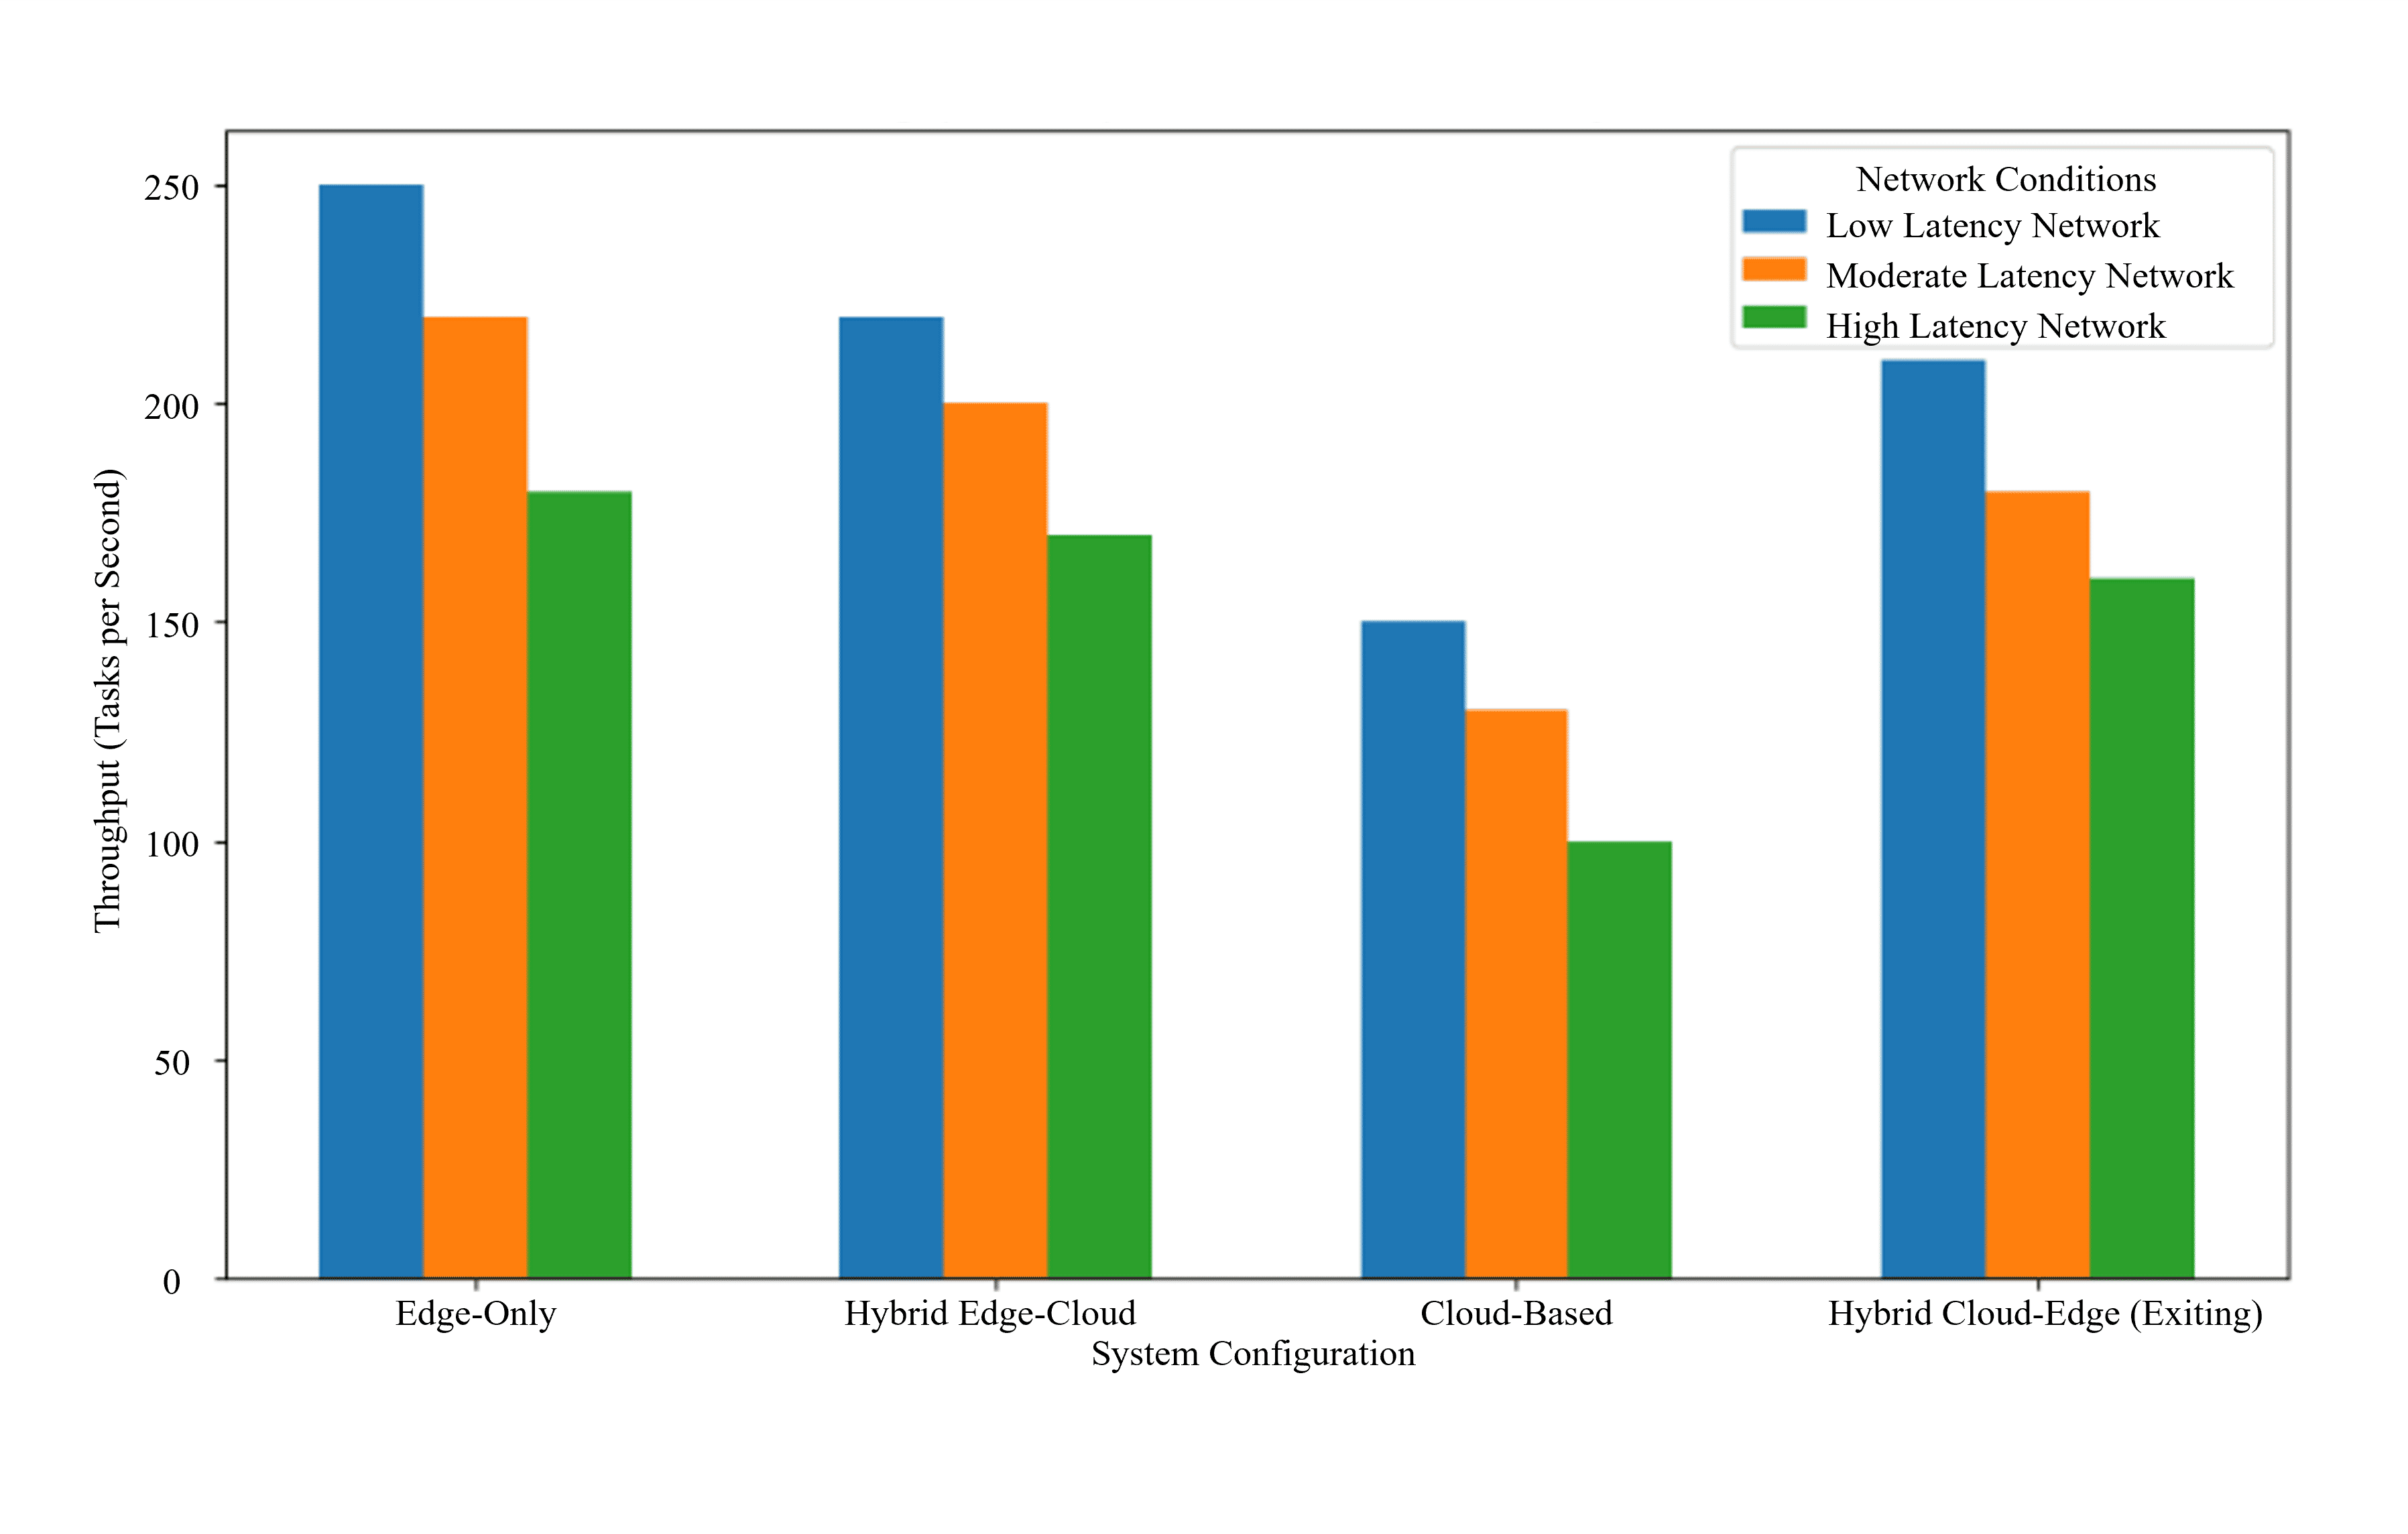 Network Conditions
Low Latency Network
Moderate Latency Network
High Latency Network
250
200
150
100
50
0
Throughput (Tasks per Second)
Edge-Only
Hybrid Edge-Cloud
Cloud-Based
Hybrid Cloud-Edge (Exiting)
System Configuration